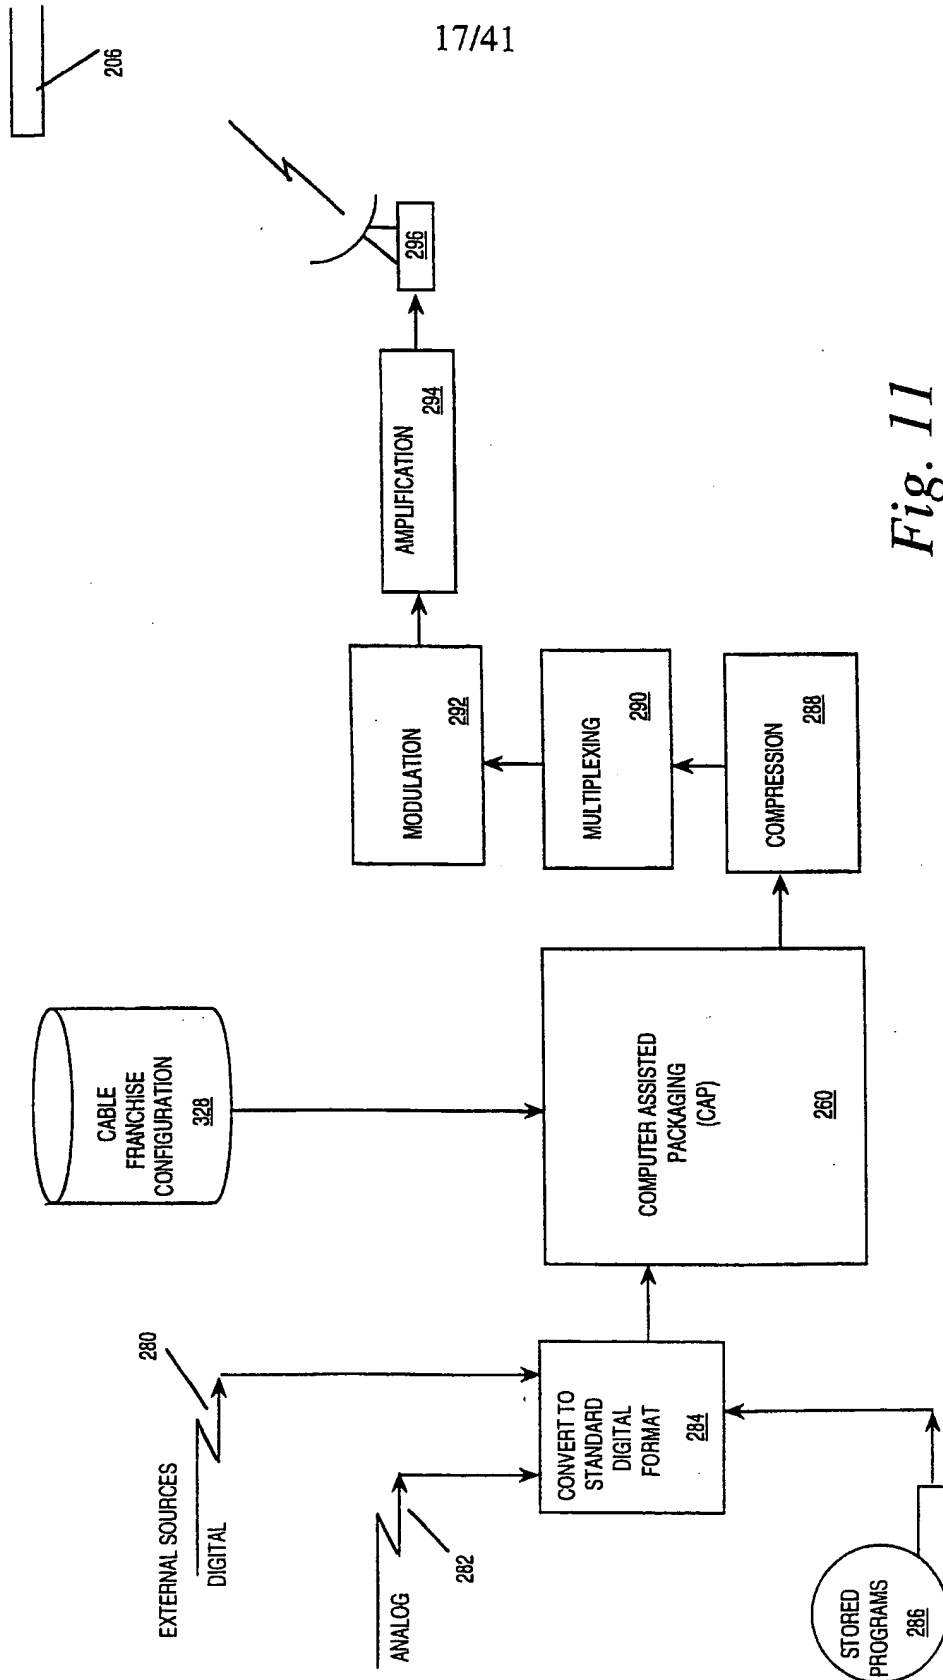 17/41
206
296
AMPLIFICATION
294
MODULATION
292
MULTIPLEXING
290
COMPRESSION
288
CABLE
FRANCHISE
CONFIGURATION
328
COMPUTER ASSISTED
PACKAGING
(CAP)
260
EXTERNAL SOURCES
DIGITAL
280
ANALOG
282
CONVERT TO
STANDARD
DIGITAL
FORMAT
284
STORED
PROGRAMS
286
Fig. 11